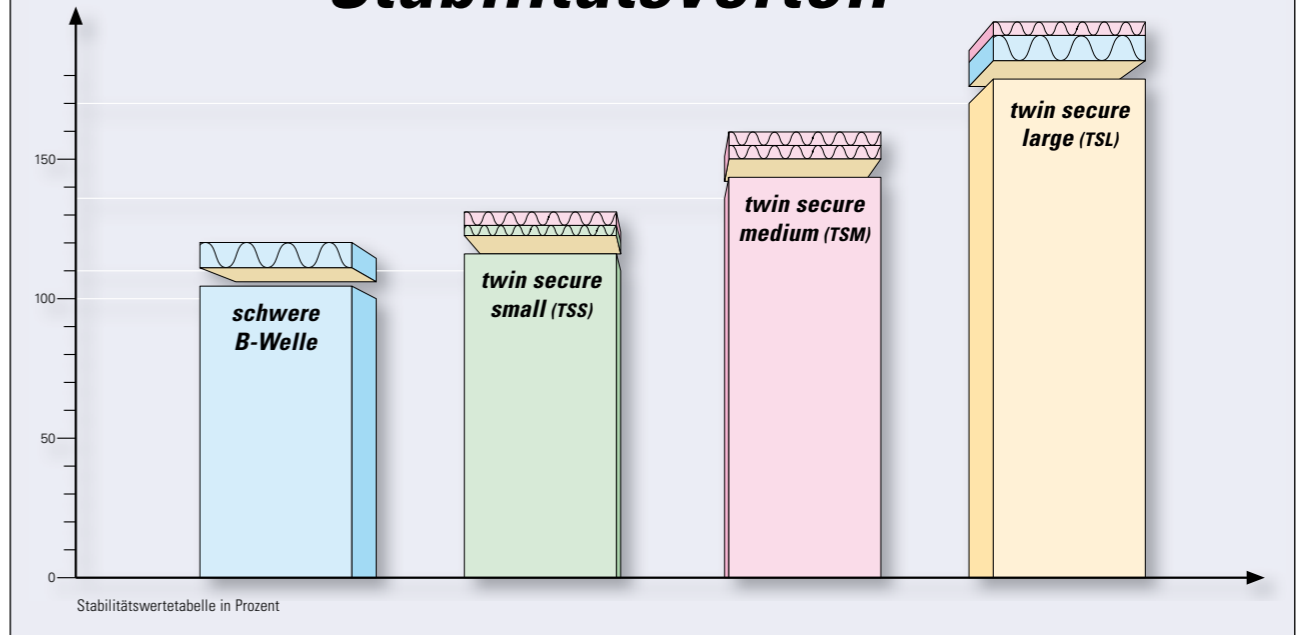 150
100
50
0
schwere
B-Welle
twin secure
small (TSS)
twin secure
medium (TSM)
twin secure
large (TSL)
Stabilitätswertetabelle in Prozent